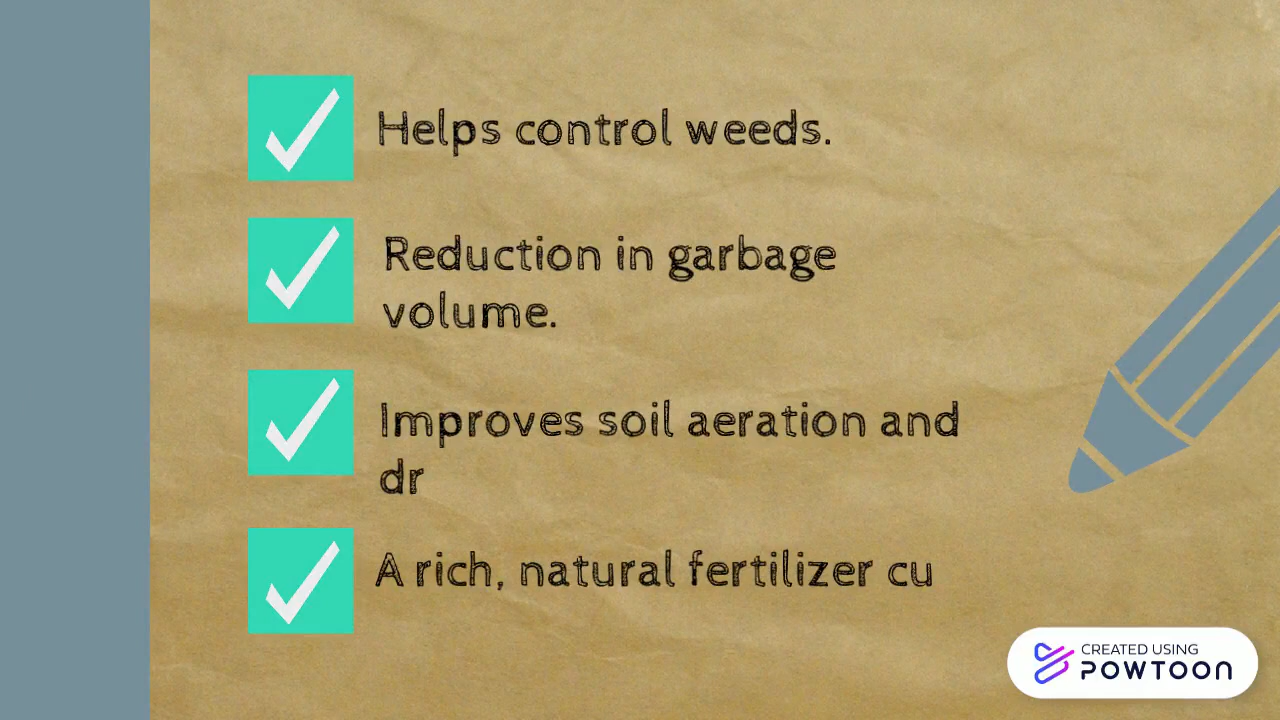 Helps control weeds.
Reduction in garbage
volume.
Improves soil aeration and
dr
A rich, natural fertilizer cu
CREATED USING
POWTOON